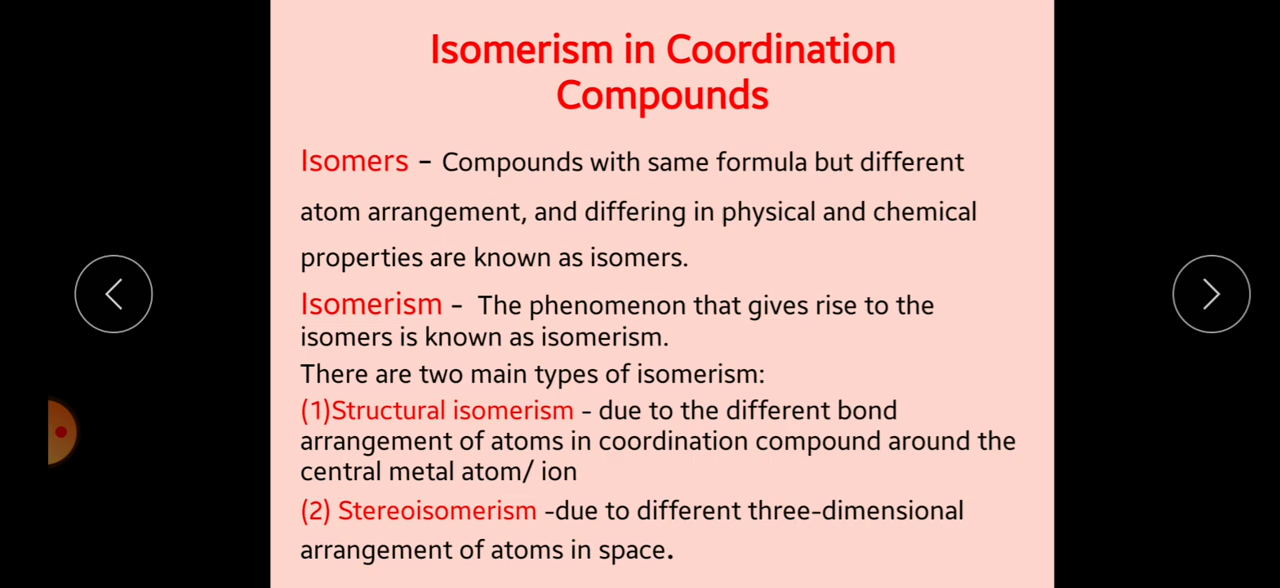 Isomerism in Coordination
Compounds
Isomers – Compounds with same formula but different
atom arrangement, and differing in physical and chemical
properties are known as isomers.
Isomerism – The phenomenon that gives rise to the
isomers is known as isomerism.
There are two main types of isomerism:
(1)Structural isomerism - due to the different bond
arrangement of atoms in coordination compound around the
central metal atom/ ion
(2) Stereoisomerism -due to different three-dimensional
arrangement of atoms in space.